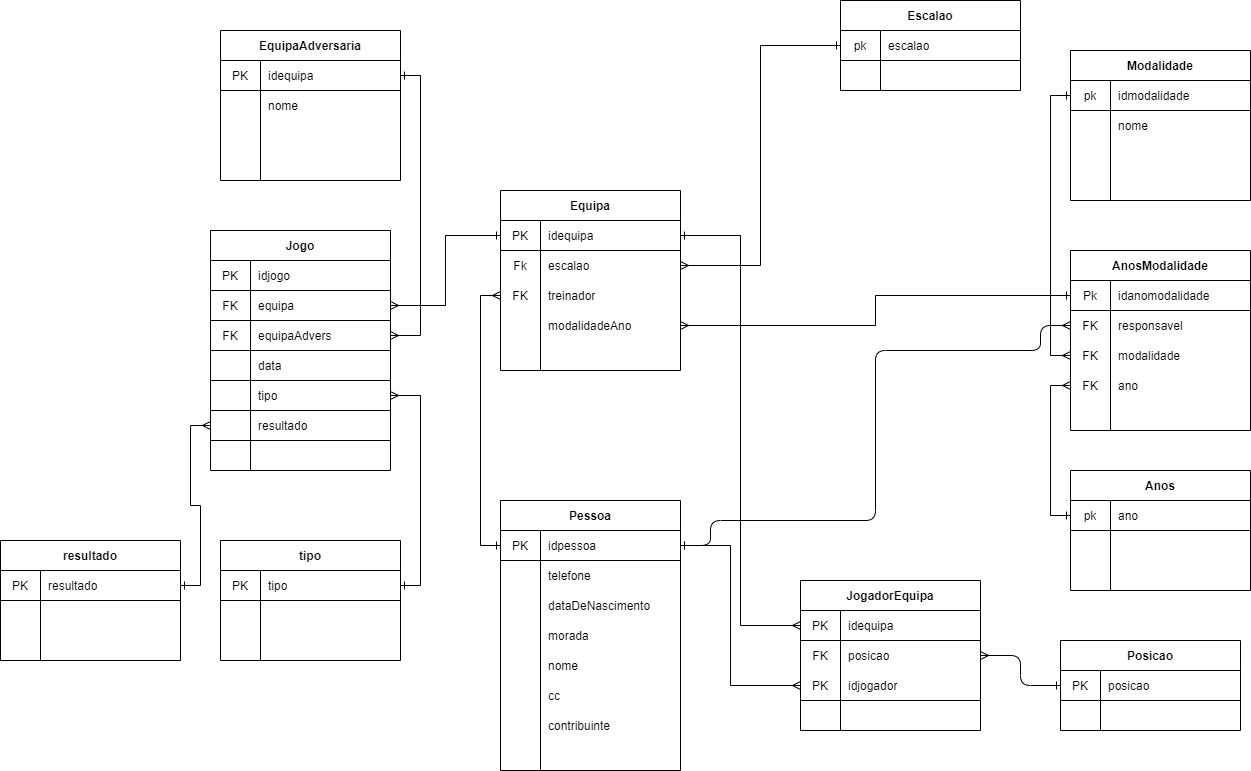 Escalao
pk escalao
EquipaAdversaria
PK idequipa
nome
Modalidade
pk idmodalidade
nome
Equipa
PK idequipa
Fk escalao
FK treinador
modalidadeAno
Jogo
PK idjogo
FK equipa
FK equipaAdvers
data
tipo
resultado
AnosModalidade
Pk idanomodalidade
FK responsavel
FK modalidade
FK ano
Anos
pk ano
Pessoa
PK idpessoa
telefone
dataDeNascimento
morada
nome
cc
contribuinte
resultado
PK resultado
tipo
PK tipo
JogadorEquipa
PK idequipa
FK posicao
PK idjogador
Posicao
PK posicao